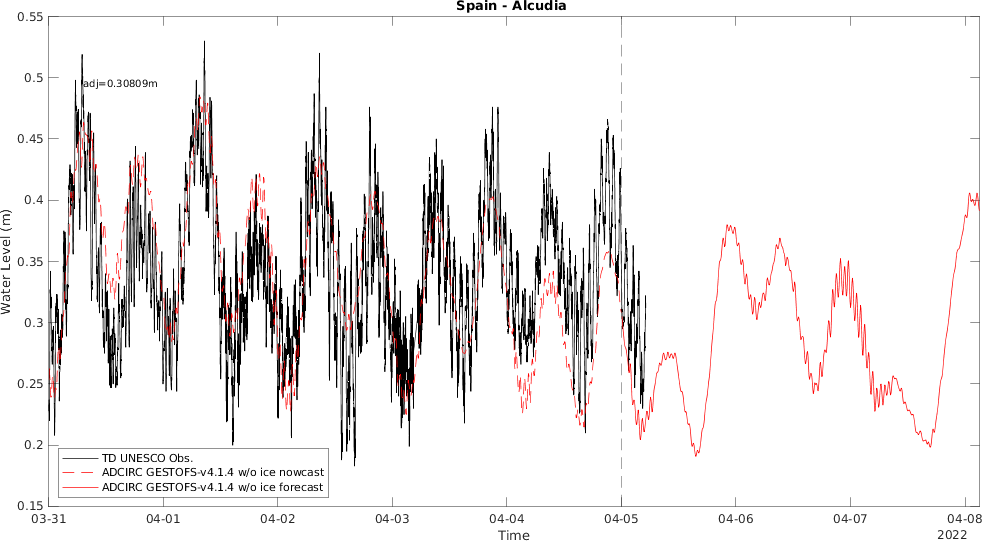 Spain - Alcudia
0.55
0.5
0.45
0.4
0.35
0.3
0.25
0.2
0.15
Water Level (m)
adj=0.30809m
TD UNESCO Obs.
ADCIRC GESTOFS-v4.1.4 w/o ice nowcast
ADCIRC GESTOFS-v4.1.4 w/o ice forecast
03-31 04-01 04-02 04-03 04-04 04-05 04-06 04-07 04-08
Time
2022